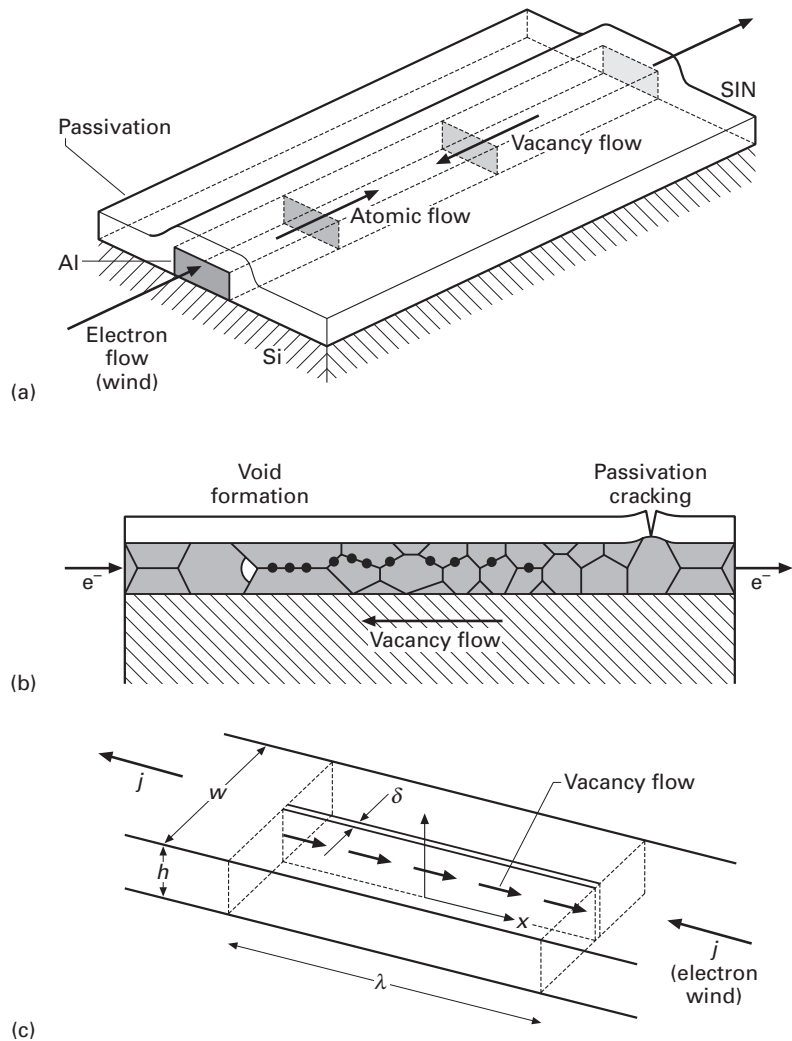 Passivation
SIN
Vacancy flow
Atomic flow
Al
Electron
flow
(wind)
Si
(a)
Void
formation
Passivation
cracking
e⁻
e⁻
Vacancy flow
(b)
j
w
δ
Vacancy flow
h
x
j
(electron
wind)
λ
(c)